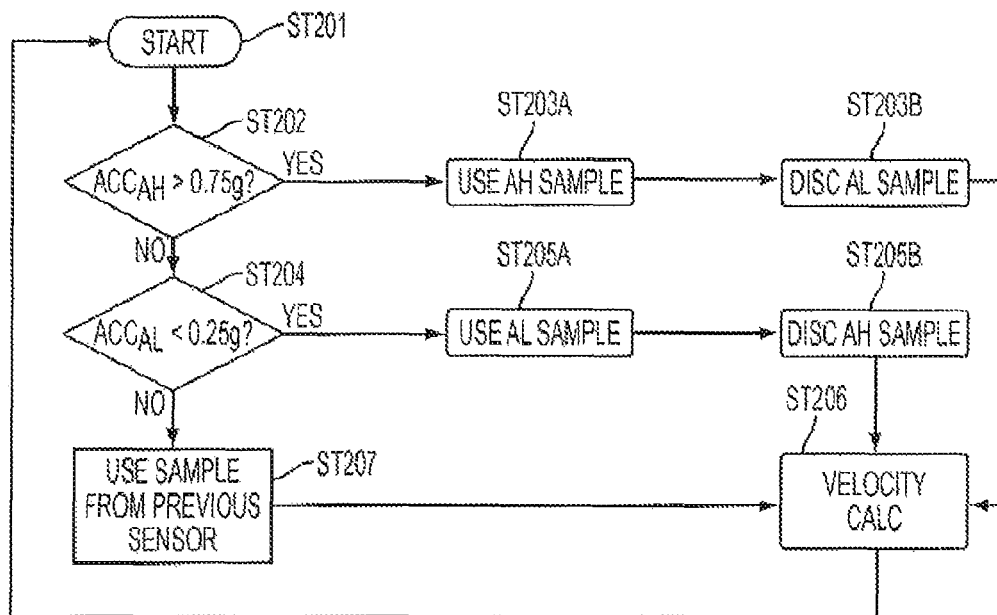 START
ST201
ST202
ACCAH > 0.75g?
YES
NO
ST203A
USE AH SAMPLE
ST203B
DISC AL SAMPLE
ST204
ACCAL < 0.25g?
YES
NO
ST205A
USE AL SAMPLE
ST205B
DISC AH SAMPLE
ST207
USE SAMPLE
FROM PREVIOUS
SENSOR
ST206
VELOCITY
CALC